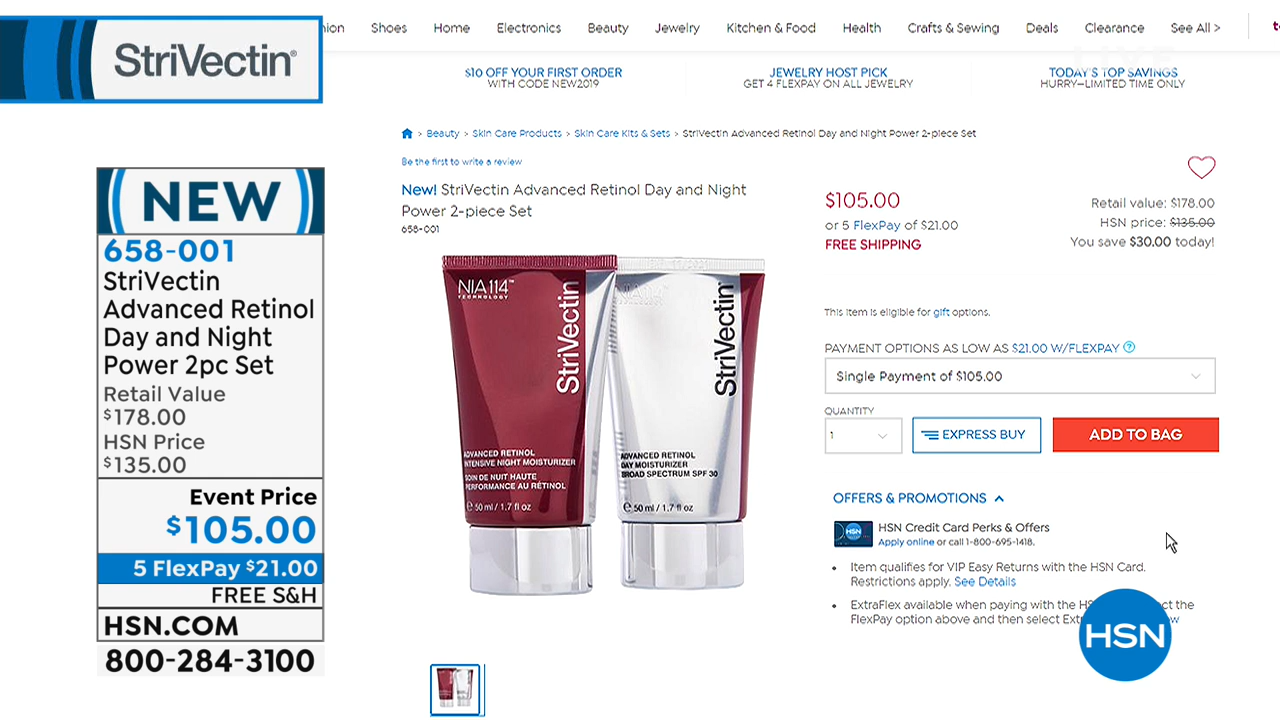 StriVectin®
Shoes Home Electronics Beauty Jewelry Kitchen & Food Health Crafts & Sewing Deals Clearance See All >
$10 OFF YOUR FIRST ORDER
WITH CODE NEW2019
JEWELRY HOST PICK
GET 4 FLEXPAY ON ALL JEWELRY
TODAY'S TOP SAVINGS
HURRY—LIMITED TIME ONLY
LIVE
> Beauty > Skin Care Products > Skin Care Kits & Sets > StriVectin Advanced Retinol Day and Night Power 2-piece Set
Be the first to write a review
New! StriVectin Advanced Retinol Day and Night
Power 2-piece Set
658-001
NEW
658-001
StriVectin
Advanced Retinol
Day and Night
Power 2pc Set
Retail Value
$178.00
HSN Price
$135.00
Event Price
$105.00
5 FlexPay $21.00
FREE S&H
HSN.COM
800-284-3100
NIA114™
TECHNOLOGY
StriVectin
ADVANCED RETINOL
INTENSIVE NIGHT MOISTURIZER
SOIN DE NUIT HAUTE
PERFORMANCE AU RÉTINOL
℮ 50 ml / 1.7 fl oz
NIA114
StriVectin
ADVANCED RETINOL
DAY MOISTURIZER
BROAD SPECTRUM SPF 30
℮ 50 ml / 1.7 fl oz
$105.00
or 5 FlexPay of $21.00
FREE SHIPPING
Retail value: $178.00
HSN price: $135.00
You save $30.00 today!
This item is eligible for gift options.
PAYMENT OPTIONS AS LOW AS $21.00 W/FLEXPAY ?
Single Payment of $105.00
QUANTITY
1
EXPRESS BUY
ADD TO BAG
OFFERS & PROMOTIONS
HSN
HSN Credit Card Perks & Offers
Apply online or call 1-800-695-1418.
• Item qualifies for VIP Easy Returns with the HSN Card.
Restrictions apply. See Details
• ExtraFlex available when paying with the the
FlexPay option above and then select
HSN